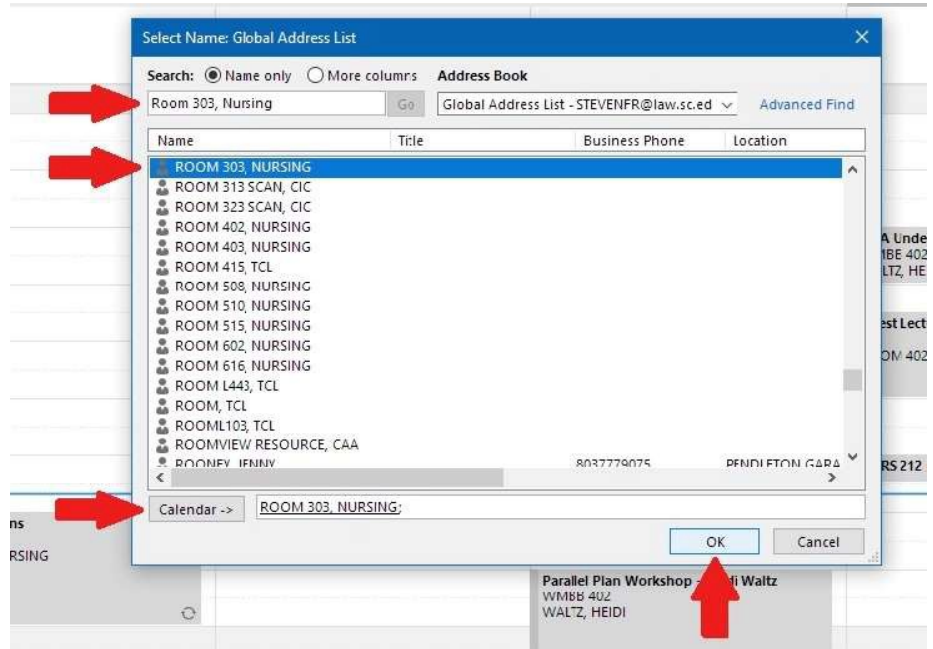 Select Name: Global Address List
Search: Name only More columns Address Book
Room 303, Nursing Go Global Address List - STEVENFR@law.sc.ed Advanced Find
Name Title Business Phone Location
ROOM 303, NURSING
ROOM 313 SCAN, CIC
ROOM 323 SCAN, CIC
ROOM 402, NURSING
ROOM 403, NURSING
ROOM 415, TCL
ROOM 508, NURSING
ROOM 510, NURSING
ROOM 515, NURSING
ROOM 602, NURSING
ROOM 616, NURSING
ROOM L443, TCL
ROOM, TCL
ROOML103, TCL
ROOMVIEW RESOURCE, CAA
ROONEY, JENNY 8037779075 PENDLETON GARA
Calendar -> ROOM 303, NURSING;
OK Cancel
A Unde
MBE 402
LTZ, HE
est Lect
OM 402
RS 212
ns
RSING
Parallel Plan Workshop - di Waltz
WMBB 402
WALTZ, HEIDI